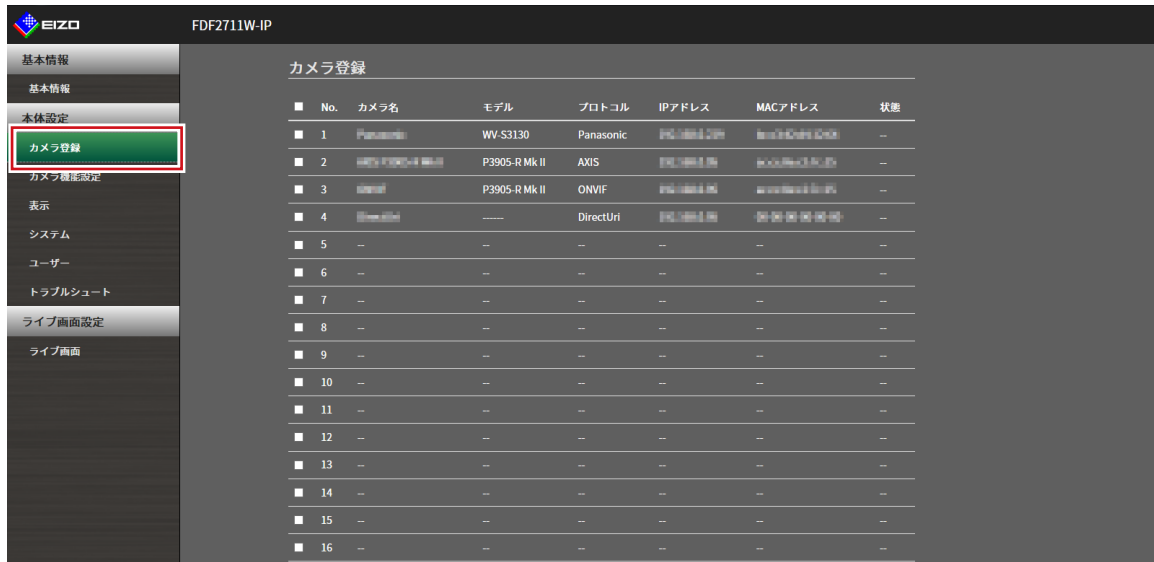 EIZO FDF2711W-IP
基本情報
基本情報
本体設定
カメラ登録
カメラ機能設定
表示
システム
ユーザー
トラブルシュート
ライブ画面設定
ライブ画面
カメラ登録
No. カメラ名 モデル プロトコル IPアドレス MACアドレス 状態
1 WV-S3130 Panasonic --
2 P3905-R Mk II AXIS --
3 P3905-R Mk II ONVIF --
4 ------ DirectUri --
5 -- -- -- -- -- --
6 -- -- -- -- -- --
7 -- -- -- -- -- --
8 -- -- -- -- -- --
9 -- -- -- -- -- --
10 -- -- -- -- -- --
11 -- -- -- -- -- --
12 -- -- -- -- -- --
13 -- -- -- -- -- --
14 -- -- -- -- -- --
15 -- -- -- -- -- --
16 -- -- -- -- -- --